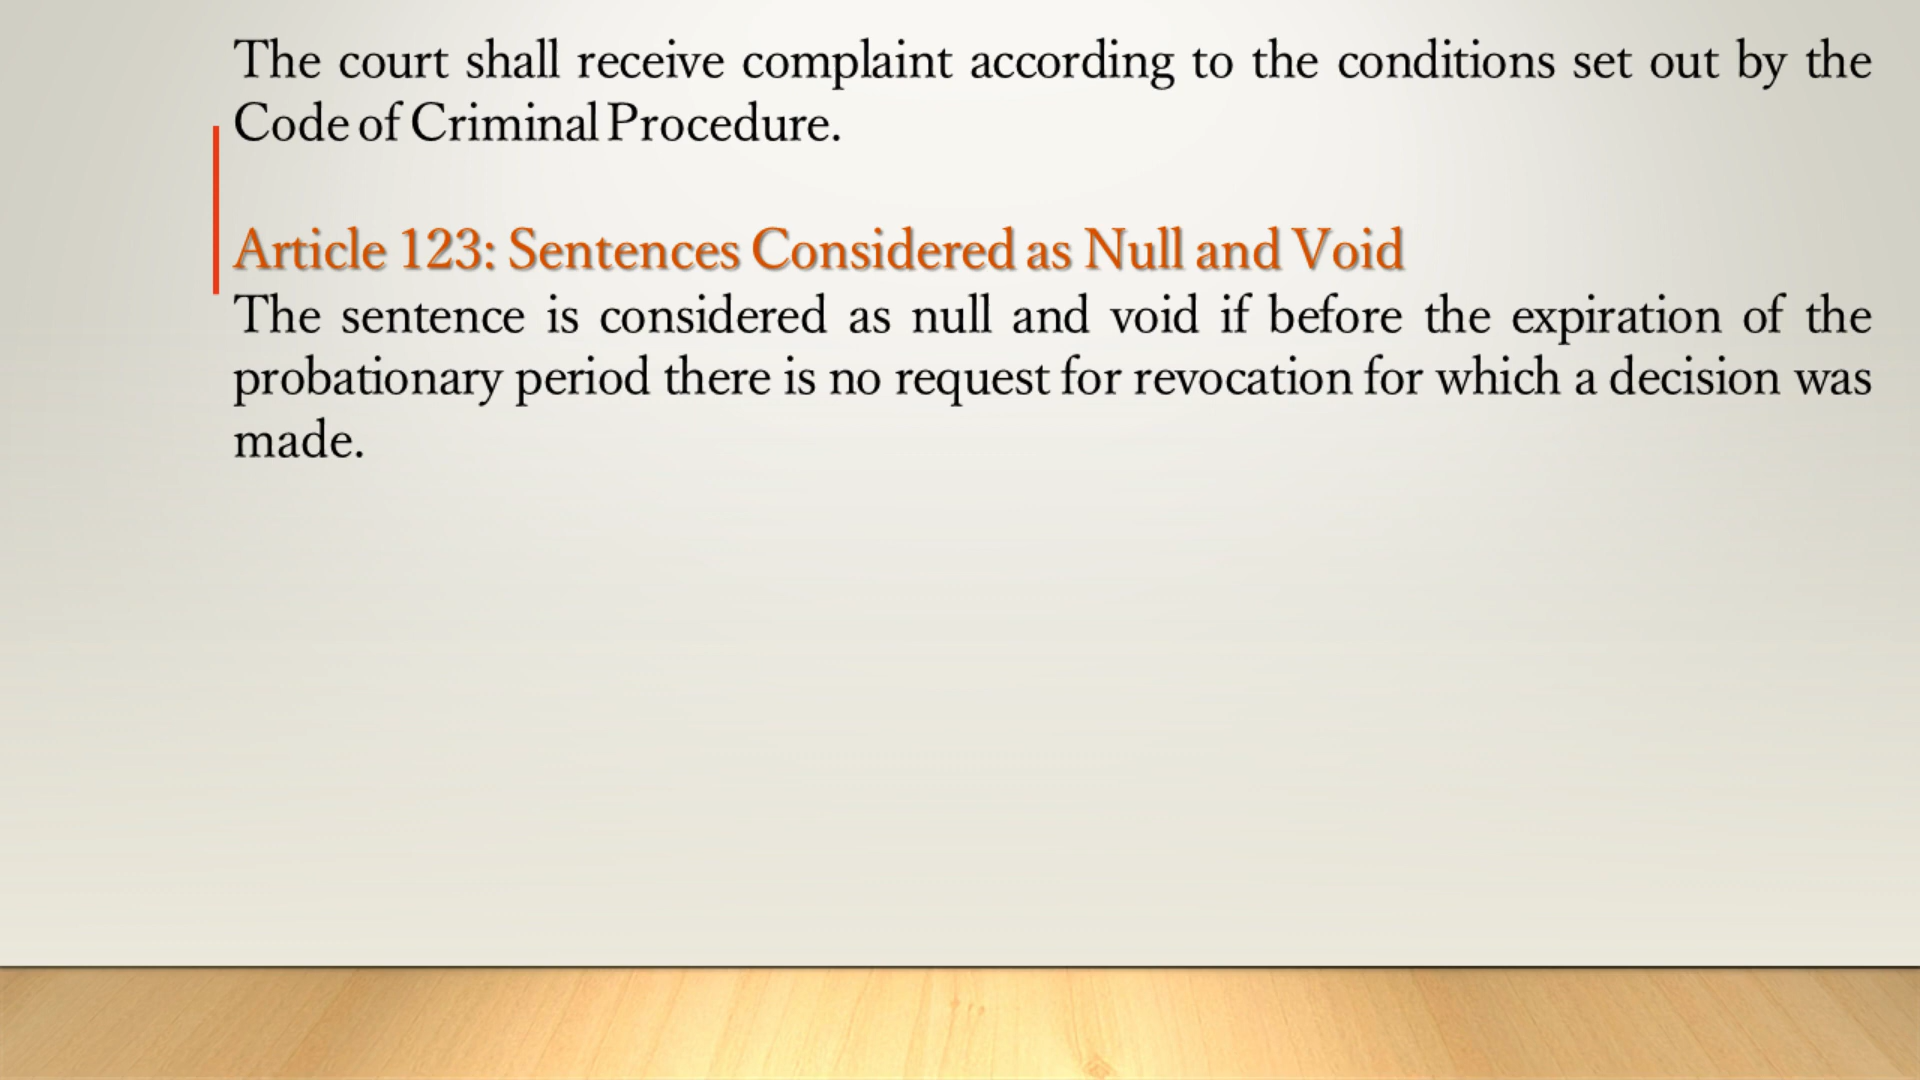 The court shall receive complaint according to the conditions set out by the
Code of Criminal Procedure.
Article 123: Sentences Considered as Null and Void
The sentence is considered as null and void if before the expiration of the
probationary period there is no request for revocation for which a decision was
made.